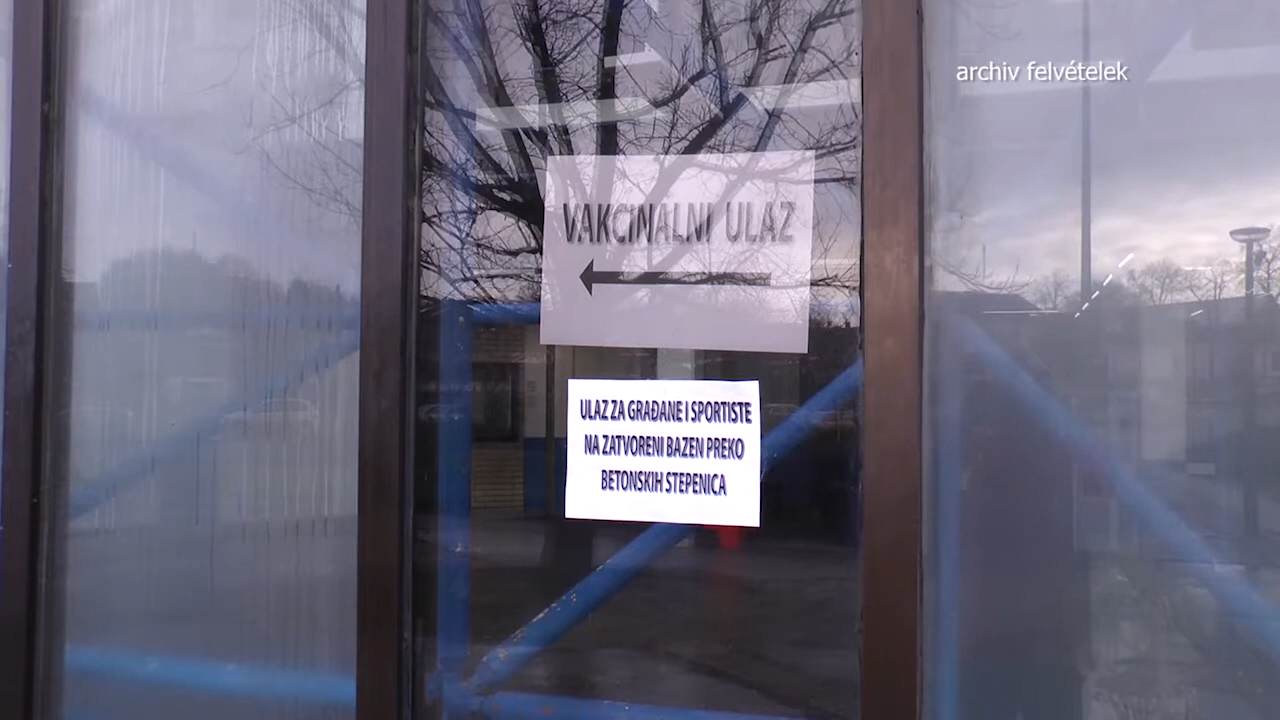 archiv felvételek
VAKCINALNI ULAZ
ULAZ ZA GRAĐANE I SPORTISTE
NA ZATVORENI BAZEN PREKO
BETONSKIH STEPENICA